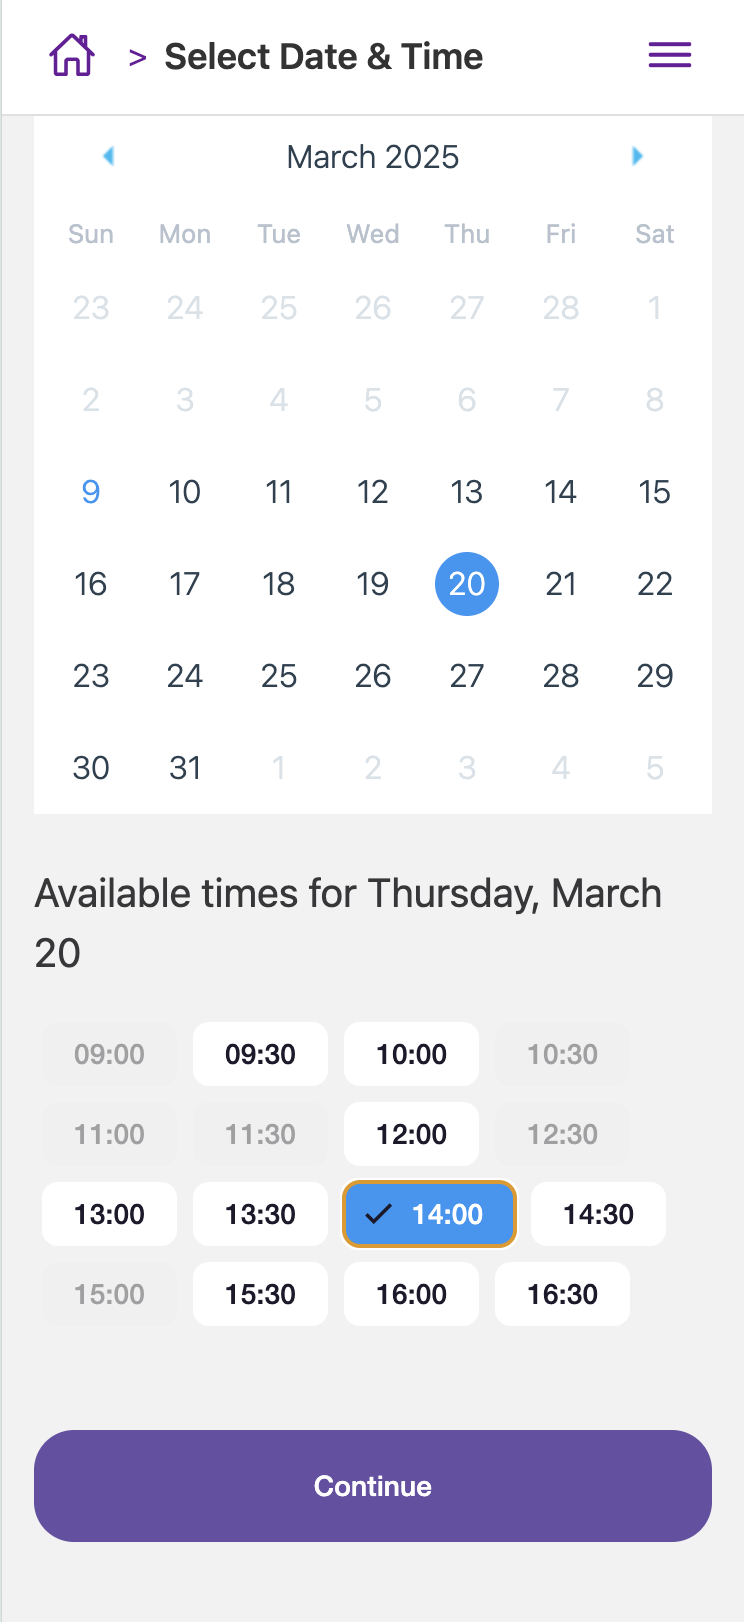 > Select Date & Time
March 2025
Sun Mon Tue Wed Thu Fri Sat
23 24 25 26 27 28 1
2 3 4 5 6 7 8
9 10 11 12 13 14 15
16 17 18 19 20 21 22
23 24 25 26 27 28 29
30 31 1 2 3 4 5
Available times for Thursday, March
20
09:00 09:30 10:00 10:30
11:00 11:30 12:00 12:30
13:00 13:30 14:00 14:30
15:00 15:30 16:00 16:30
Continue